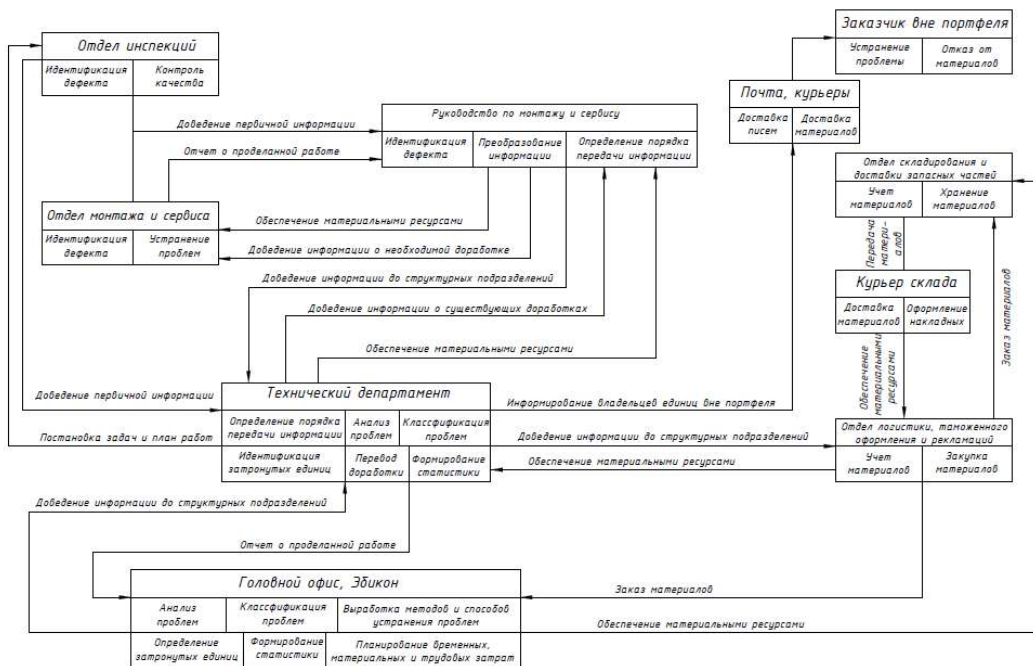 Отдел инспекций
Идентификация
дефекта
Контроль
качества
Заказчик вне портфеля
Устранение
проблемы
Отказ от
материалов
Почта, курьеры
Доставка
писем
Доставка
материалов
Доведение первичной информации
Отчет о проделанной работе
Руководство по монтажу и сервису
Идентификация
дефекта
Преобразование
информации
Определение порядка
передачи информации
Отдел складирования и
доставки запасных частей
Учет
материалов
Хранение
материалов
Отдел монтажа и сервиса
Идентификация
дефекта
Устранение
проблем
Обеспечение материальными ресурсами
Доведение информации о необходимой доработке
Доведение информации до структурных подразделений
Доведение информации о существующих доработках
Обеспечение материальными ресурсами
Передача
матери-
алов
Курьер склада
Доставка
материалов
Оформление
накладных
Заказ материалов
Обеспечение
материальными
ресурсами
Доведение первичной информации
Постановка задач и план работ
Технический департамент
Определение порядка
передачи информации
Анализ
проблем
Классификация
проблем
Идентификация
затронутых единиц
Перевод
доработки
Формирование
статистики
Информирование владельцев единиц вне портфеля
Доведение информации до структурных подразделений
Обеспечение материальными ресурсами
Отдел логистики, таможенного
оформления и рекламаций
Учет
материалов
Закупка
материалов
Доведение информации до структурных подразделений
Отчет о проделанной работе
Заказ материалов
Головной офис, Эбикон
Анализ
проблем
Классфификация
проблем
Выработка методов и способов
устранения проблем
Определение
затронутых единиц
Формирование
статистики
Планирование временных,
материальных и трудовых затрат
Обеспечение материальными ресурсами